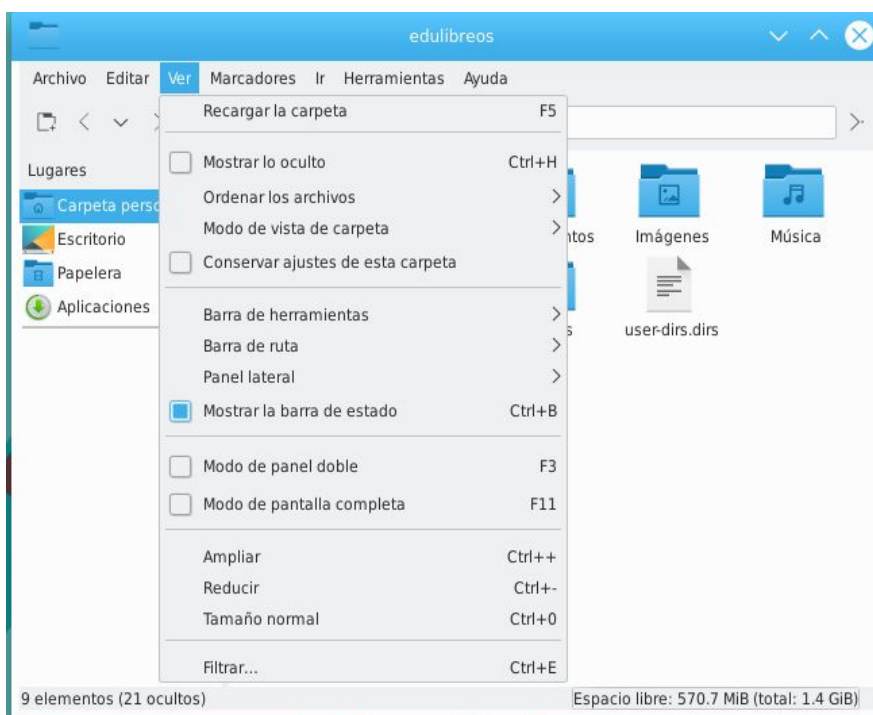 edulibreos
Archivo Editar Ver Marcadores Ir Herramientas Ayuda
Lugares
Carpeta perso
Escritorio
Papelera
Aplicaciones
Recargar la carpeta F5
Mostrar lo oculto Ctrl+H
Ordenar los archivos
Modo de vista de carpeta
Conservar ajustes de esta carpeta
Barra de herramientas
Barra de ruta
Panel lateral
Mostrar la barra de estado Ctrl+B
Modo de panel doble F3
Modo de pantalla completa F11
Ampliar Ctrl++
Reducir Ctrl+-
Tamaño normal Ctrl+0
Filtrar... Ctrl+E
ntos Imágenes Música
s user-dirs.dirs
9 elementos (21 ocultos) Espacio libre: 570.7 MiB (total: 1.4 GiB)